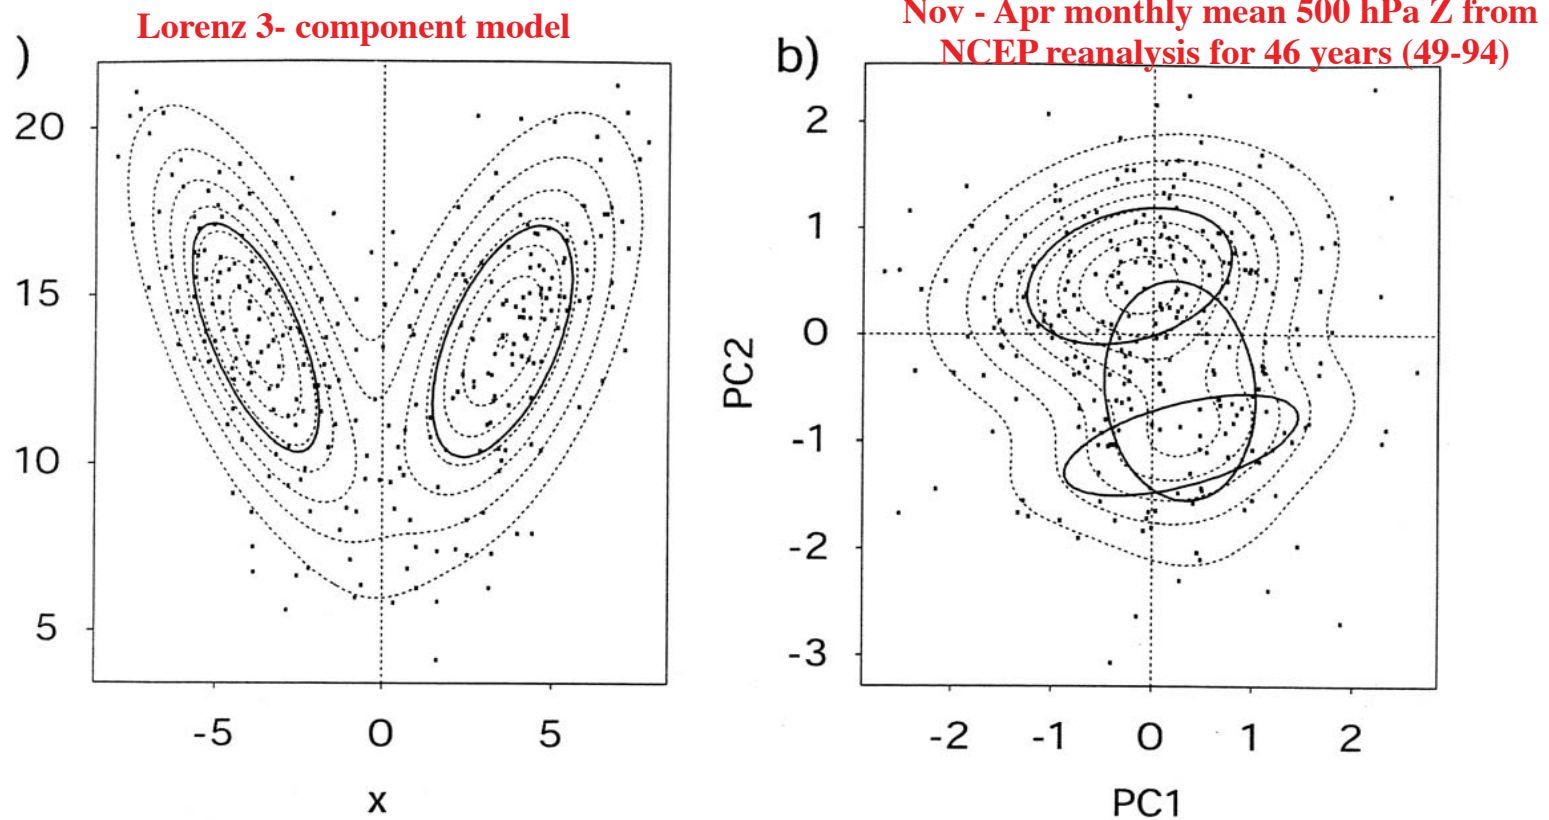 Lorenz 3- component model
)
20
15
10
5
-5 0 5
x
Nov - Apr monthly mean 500 hPa Z from
NCEP reanalysis for 46 years (49-94)
b)
2
1
0
-1
-2
-3
PC2
-2 -1 0 1 2
PC1